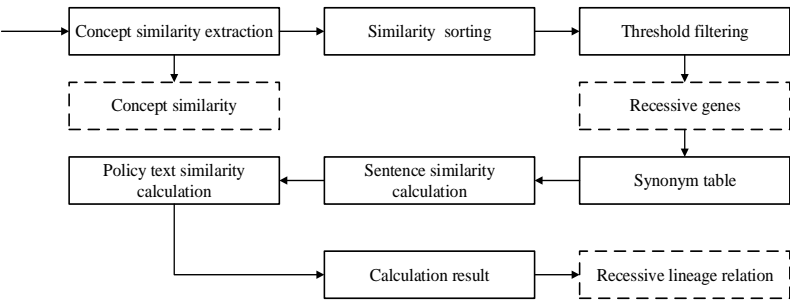 Concept similarity extraction
Similarity sorting
Threshold filtering
Concept similarity
Recessive genes
Policy text similarity
calculation
Sentence similarity
calculation
Synonym table
Calculation result
Recessive lineage relation